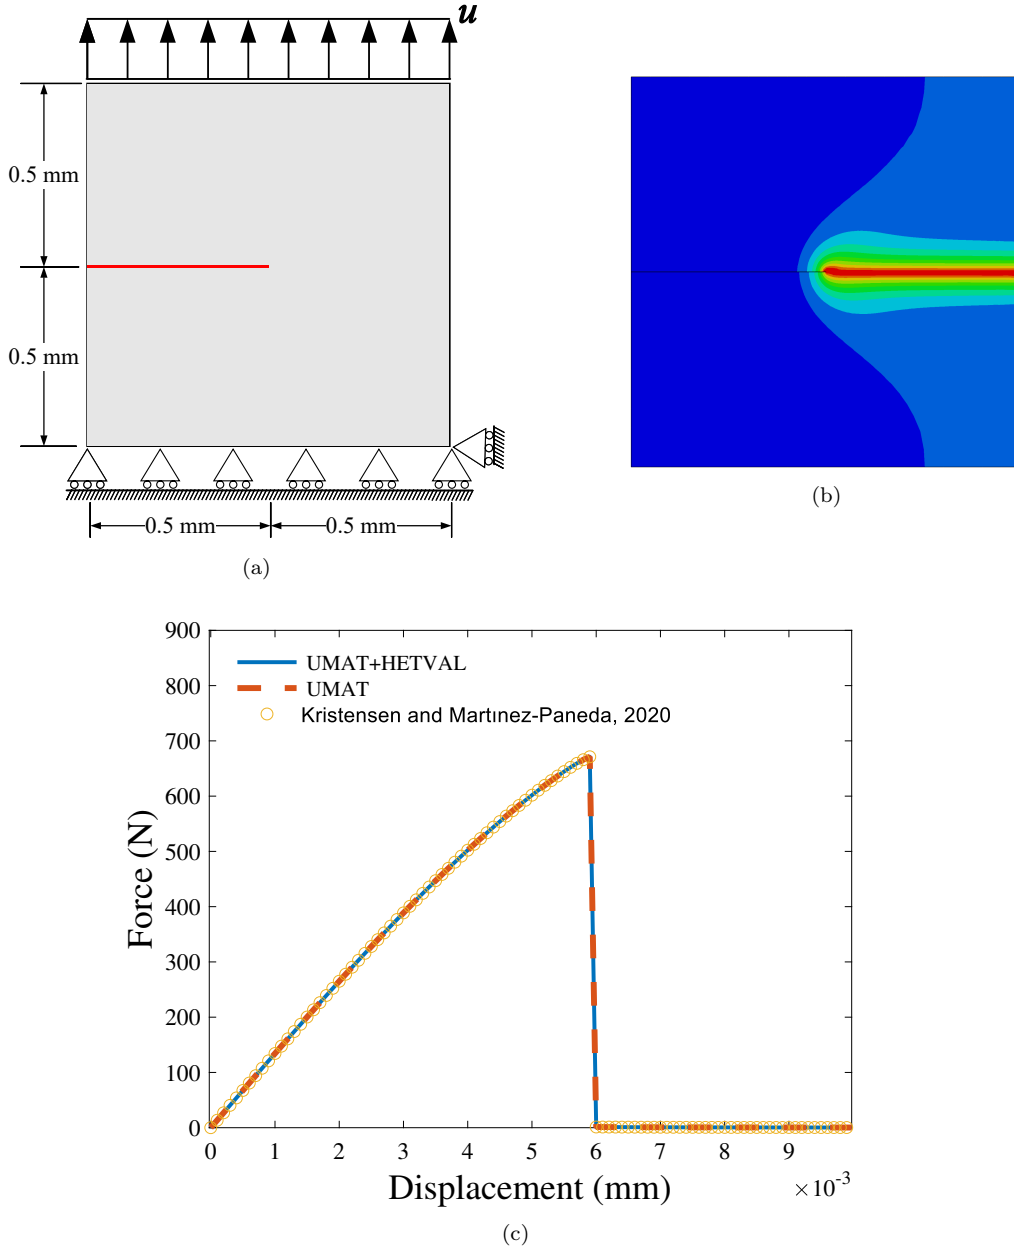 u
0.5 mm
0.5 mm
0.5 mm
0.5 mm
(a)
(b)
900
800
700
600
500
400
300
200
100
0
Force (N)
UMAT+HETVAL
UMAT
Kristensen and Martınez-Paneda, 2020
0 1 2 3 4 5 6 7 8 9
×10-3
Displacement (mm)
(c)